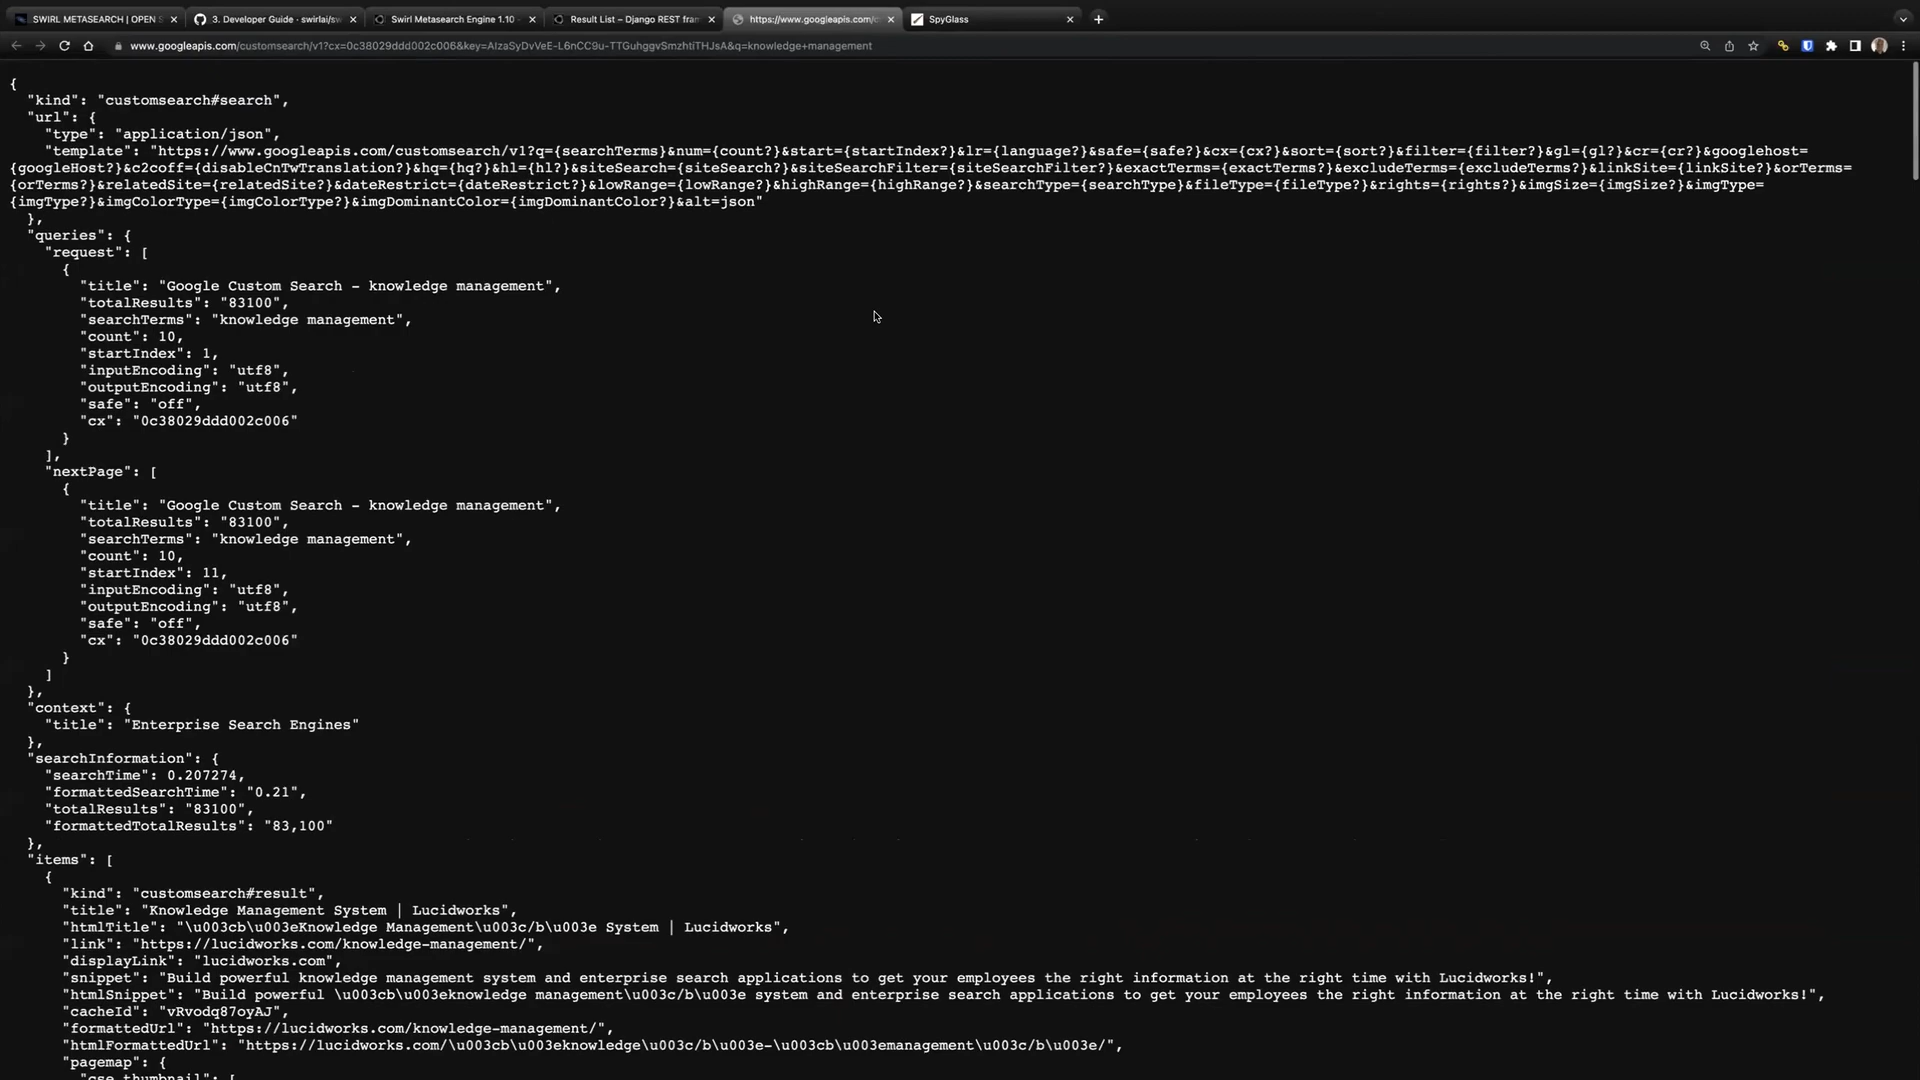 SWIRL METASEARCH | OPEN S
3. Developer Guide · swirlai/sw
Swirl Metasearch Engine 1.10
Result List – Django REST fram
https://www.googleapis.com/c
SpyGlass
www.googleapis.com/customsearch/v1?cx=0c38029ddd002c006&key=AIzaSyDvVeE-L6nCC9u-TTGuhggvSmzhtiTHJsA&q=knowledge+management
{
"kind": "customsearch#search",
"url": {
"type": "application/json",
"template": "https://www.googleapis.com/customsearch/v1?q={searchTerms}&num={count?}&start={startIndex?}&lr={language?}&safe={safe?}&cx={cx?}&sort={sort?}&filter={filter?}&gl={gl?}&cr={cr?}&googlehost=
{googleHost?}&c2coff={disableCnTwTranslation?}&hq={hq?}&hl={hl?}&siteSearch={siteSearch?}&siteSearchFilter={siteSearchFilter?}&exactTerms={exactTerms?}&excludeTerms={excludeTerms?}&linkSite={linkSite?}&orTerms=
{orTerms?}&relatedSite={relatedSite?}&dateRestrict={dateRestrict?}&lowRange={lowRange?}&highRange={highRange?}&searchType={searchType}&fileType={fileType?}&rights={rights?}&imgSize={imgSize?}&imgType=
{imgType?}&imgColorType={imgColorType?}&imgDominantColor={imgDominantColor?}&alt=json"
},
"queries": {
"request": [
{
"title": "Google Custom Search - knowledge management",
"totalResults": "83100",
"searchTerms": "knowledge management",
"count": 10,
"startIndex": 1,
"inputEncoding": "utf8",
"outputEncoding": "utf8",
"safe": "off",
"cx": "0c38029ddd002c006"
}
],
"nextPage": [
{
"title": "Google Custom Search - knowledge management",
"totalResults": "83100",
"searchTerms": "knowledge management",
"count": 10,
"startIndex": 11,
"inputEncoding": "utf8",
"outputEncoding": "utf8",
"safe": "off",
"cx": "0c38029ddd002c006"
}
]
},
"context": {
"title": "Enterprise Search Engines"
},
"searchInformation": {
"searchTime": 0.207274,
"formattedSearchTime": "0.21",
"totalResults": "83100",
"formattedTotalResults": "83,100"
},
"items": [
{
"kind": "customsearch#result",
"title": "Knowledge Management System | Lucidworks",
"htmlTitle": "\u003cb\u003eKnowledge Management\u003c/b\u003e System | Lucidworks",
"link": "https://lucidworks.com/knowledge-management/",
"displayLink": "lucidworks.com",
"snippet": "Build powerful knowledge management system and enterprise search applications to get your employees the right information at the right time with Lucidworks!",
"htmlSnippet": "Build powerful \u003cb\u003eknowledge management\u003c/b\u003e system and enterprise search applications to get your employees the right information at the right time with Lucidworks!",
"cacheId": "vRvodq87oyAJ",
"formattedUrl": "https://lucidworks.com/knowledge-management/",
"htmlFormattedUrl": "https://lucidworks.com/\u003cb\u003eknowledge\u003c/b\u003e-\u003cb\u003emanagement\u003c/b\u003e/",
"pagemap": {
"cse_thumbnail": [